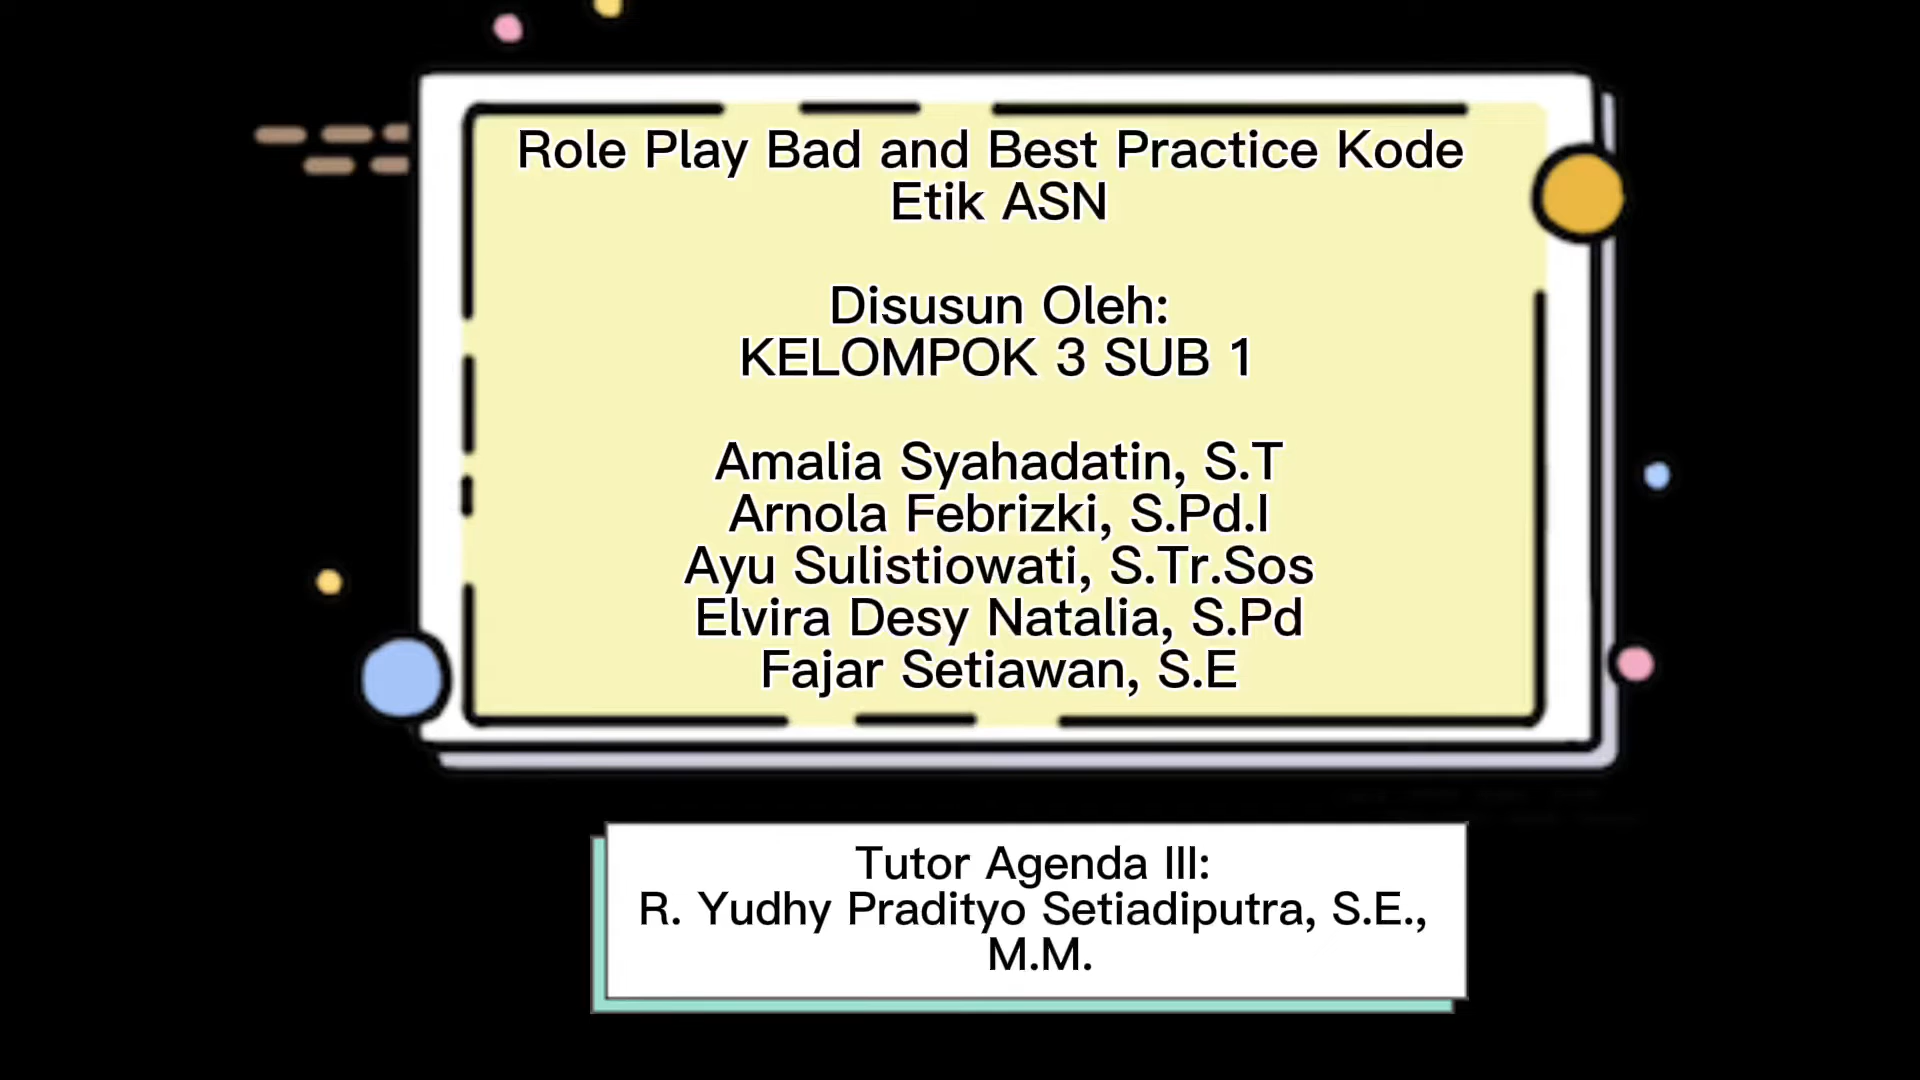 Role Play Bad and Best Practice Kode
Etik ASN
Disusun Oleh:
KELOMPOK 3 SUB 1
Amalia Syahadatin, S.T
Arnola Febrizki, S.Pd.I
Ayu Sulistiowati, S.Tr.Sos
Elvira Desy Natalia, S.Pd
Fajar Setiawan, S.E
Tutor Agenda III:
R. Yudhy Pradityo Setiadiputra, S.E.,
M.M.